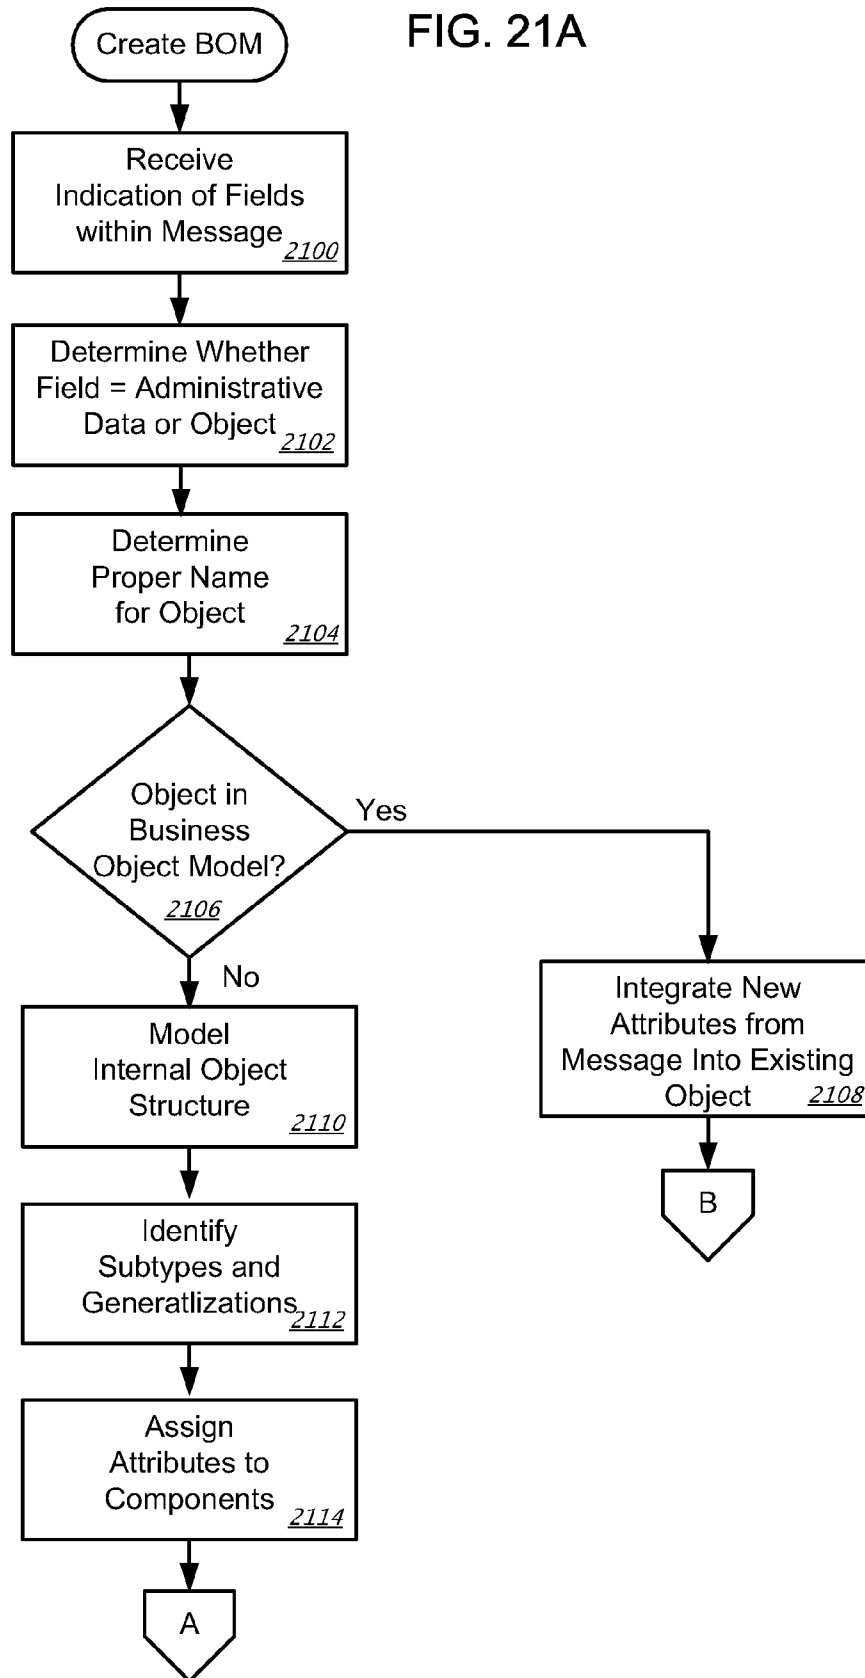 FIG. 21A
Create BOM
Receive
Indication of Fields
within Message
2100
Determine Whether
Field = Administrative
Data or Object
2102
Determine
Proper Name
for Object
2104
Object in
Business
Object Model?
2106
Yes
No
Integrate New
Attributes from
Message Into Existing
Object
2108
B
Model
Internal Object
Structure
2110
Identify
Subtypes and
Generatlizations
2112
Assign
Attributes to
Components
2114
A